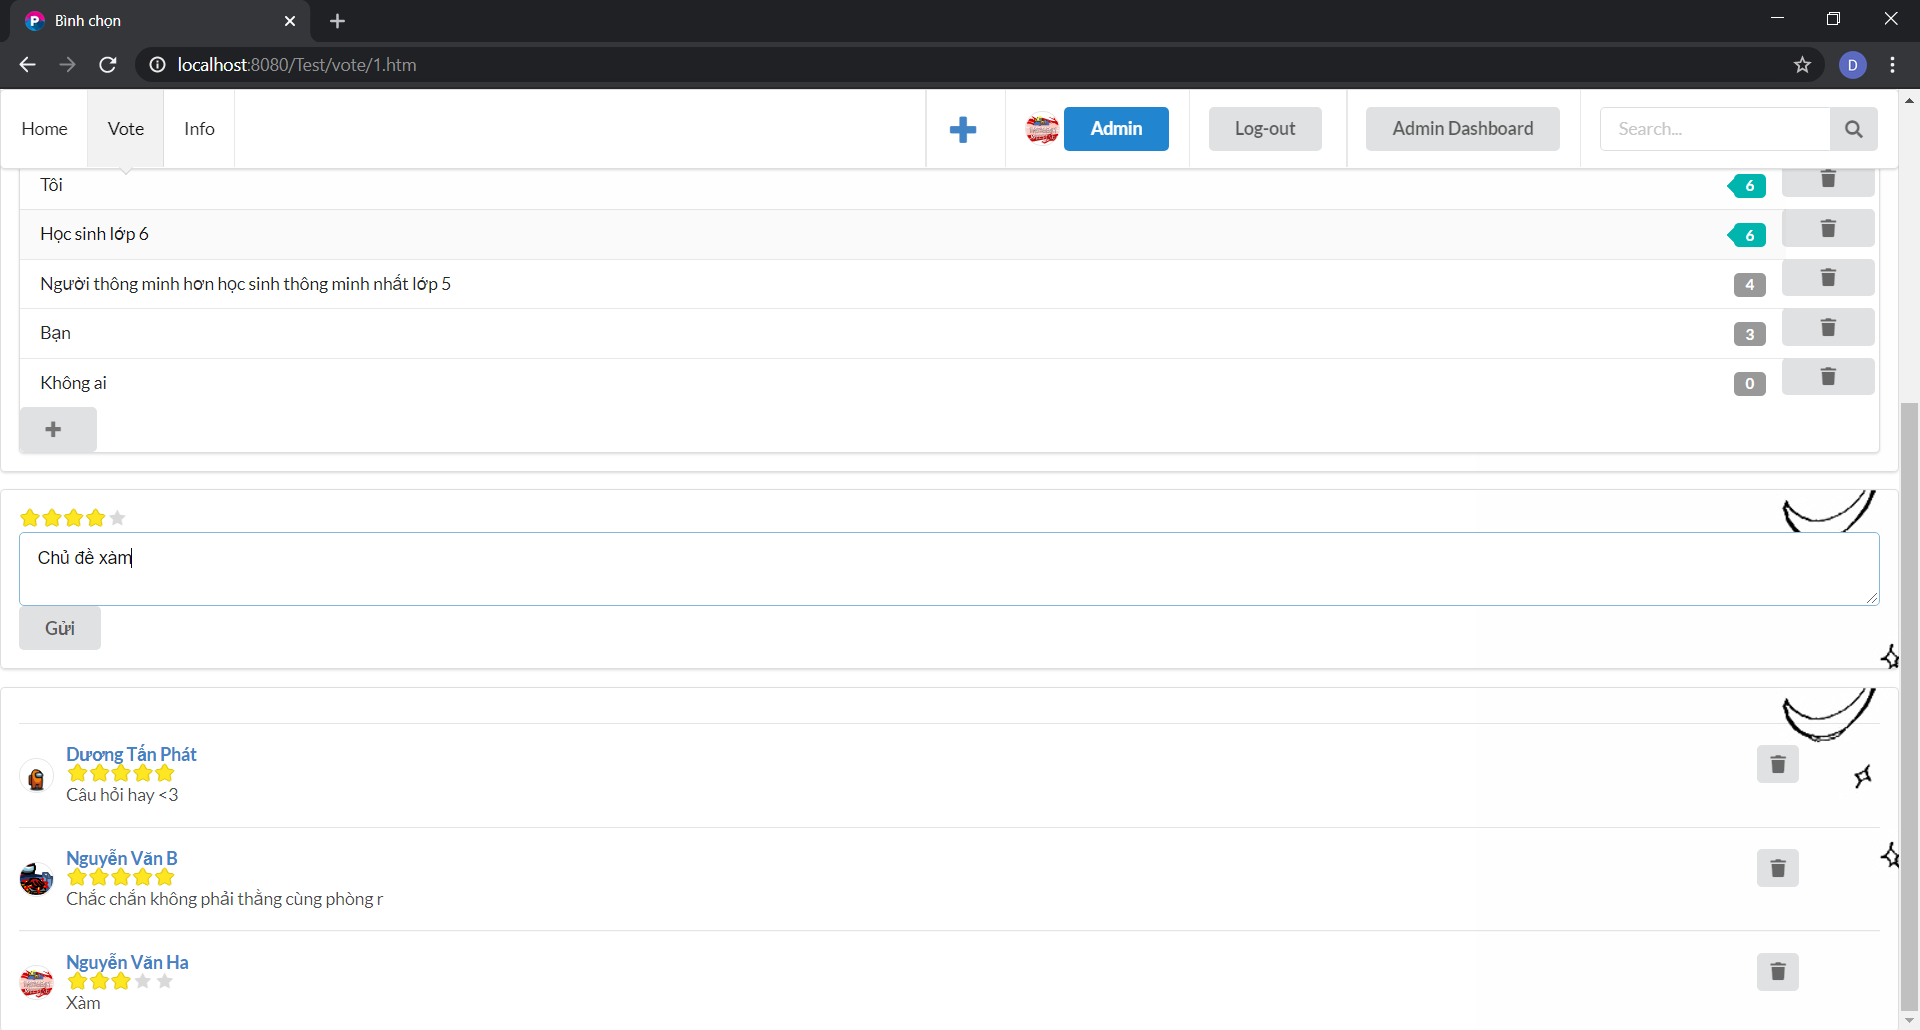 Bình chọn
localhost:8080/Test/vote/1.htm
D
Home
Vote
Info
Admin
Log-out
Admin Dashboard
Search...
Tôi
6
Học sinh lớp 6
6
Người thông minh hơn học sinh thông minh nhất lớp 5
4
Bạn
3
Không ai
0
Chủ đề xàm
Gửi
Dương Tấn Phát
Câu hỏi hay <3
Nguyễn Văn B
Chắc chắn không phải thằng cùng phòng r
Nguyễn Văn Ha
Xàm